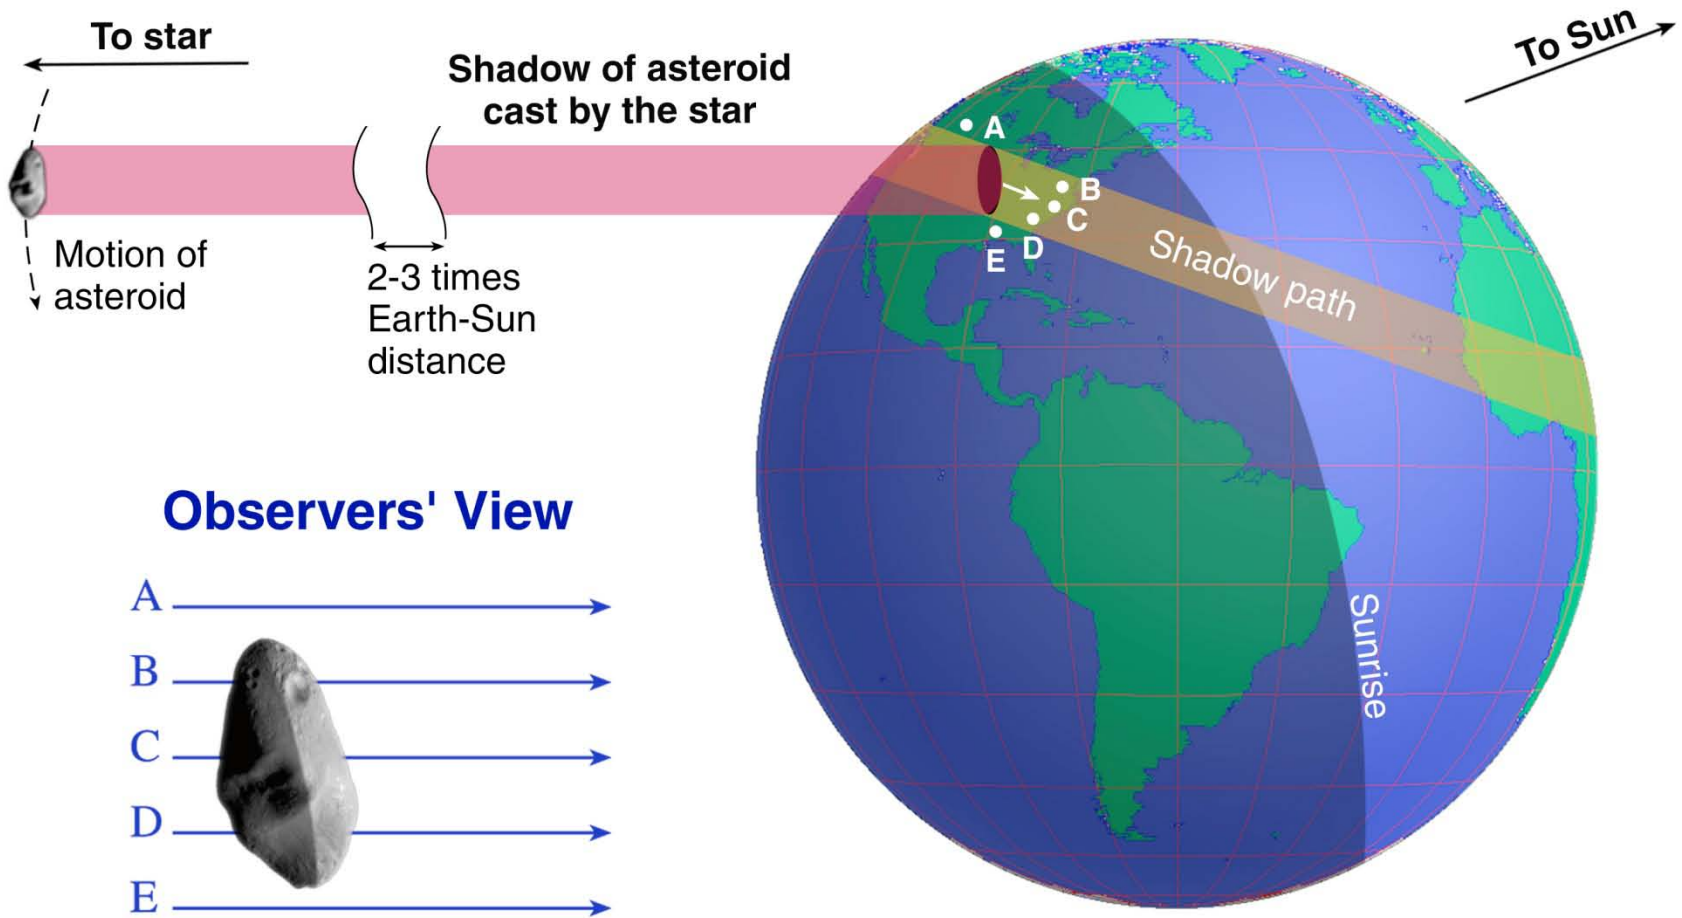 To star
Shadow of asteroid
cast by the star
To Sun
Motion of
asteroid
2-3 times
Earth-Sun
distance
A
B
C
D
E
Shadow path
Sunrise
Observers' View
A
B
C
D
E